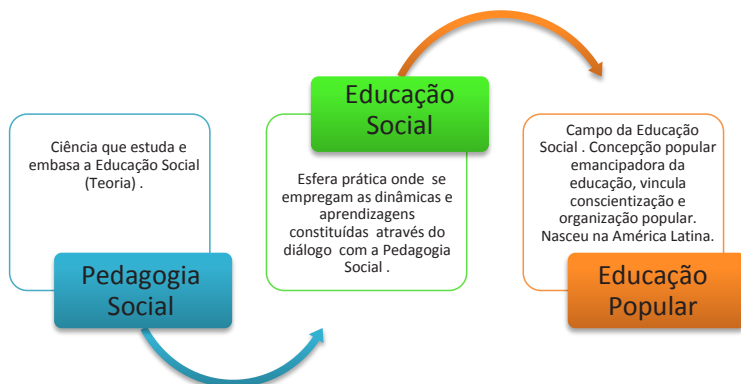 Ciência que estuda e
embasa a Educação Social
(Teoria) .
Pedagogia
Social
Educação
Social
Esfera prática onde se
empregam as dinâmicas e
aprendizagens
constituídas através do
diálogo com a Pedagogia
Social .
Campo da Educação
Social . Concepção popular
emancipadora da
educação, vincula
conscientização e
organização popular.
Nasceu na América Latina.
Educação
Popular